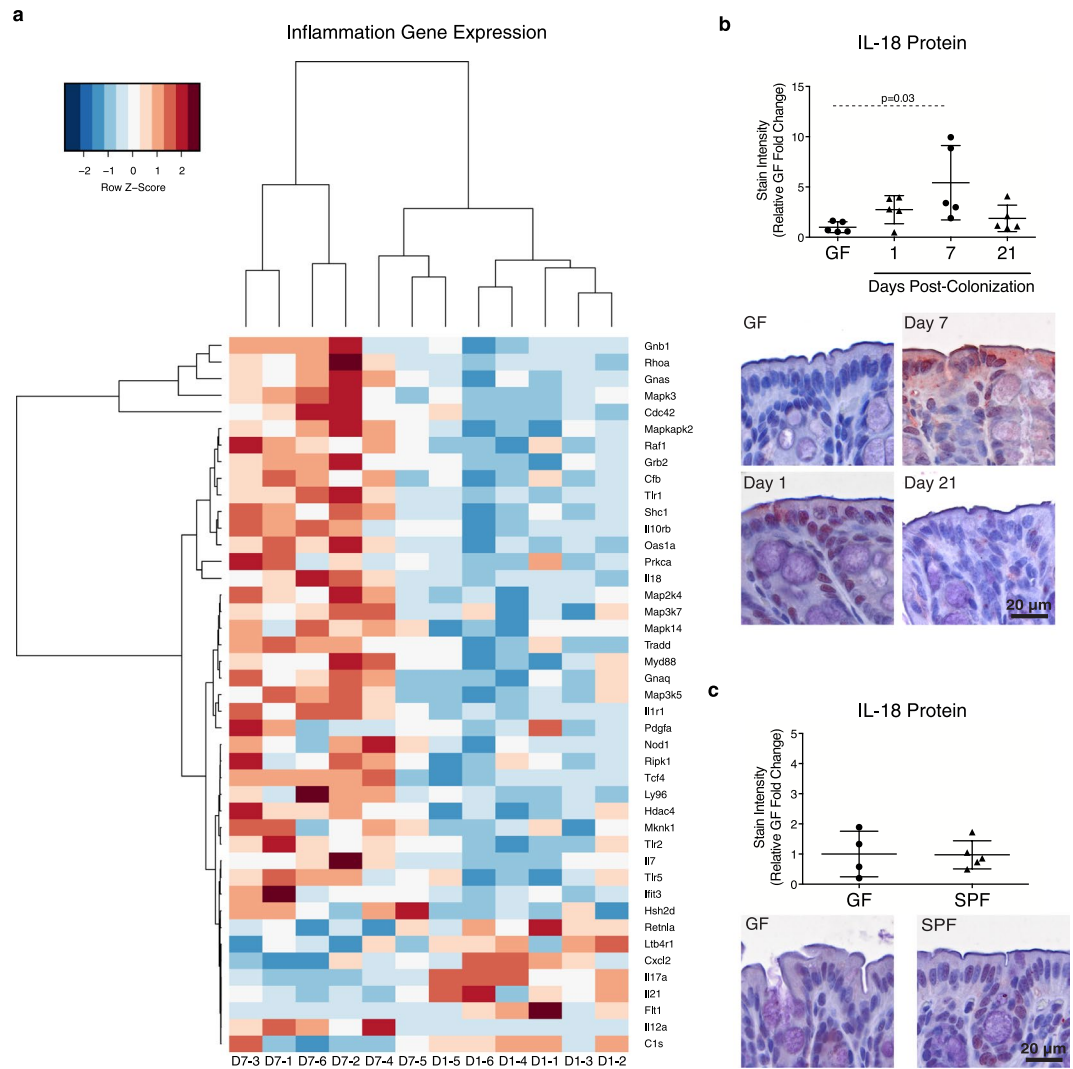 a
Inflammation Gene Expression
−2 −1 0 1 2
Row Z−Score
Gnb1
Rhoa
Gnas
Mapk3
Cdc42
Mapkapk2
Raf1
Grb2
Cfb
Tlr1
Shc1
Il10rb
Oas1a
Prkca
Il18
Map2k4
Map3k7
Mapk14
Tradd
Myd88
Gnaq
Map3k5
Il1r1
Pdgfa
Nod1
Ripk1
Tcf4
Ly96
Hdac4
Mknk1
Tlr2
Il7
Tlr5
Ifit3
Hsh2d
Retnla
Ltb4r1
Cxcl2
Il17a
Il21
Flt1
Il12a
C1s
D7-3 D7-1 D7-6 D7-2 D7-4 D7-5 D1-5 D1-6 D1-4 D1-1 D1-3 D1-2
b
IL-18 Protein
Stain Intensity
(Relative GF Fold Change)
15
10
5
0
p=0.03
GF 1 7 21
Days Post-Colonization
GF
Day 7
Day 1
Day 21
20 µm
c
IL-18 Protein
Stain Intensity
(Relative GF Fold Change)
5
4
3
2
1
0
GF SPF
GF
SPF
20 µm